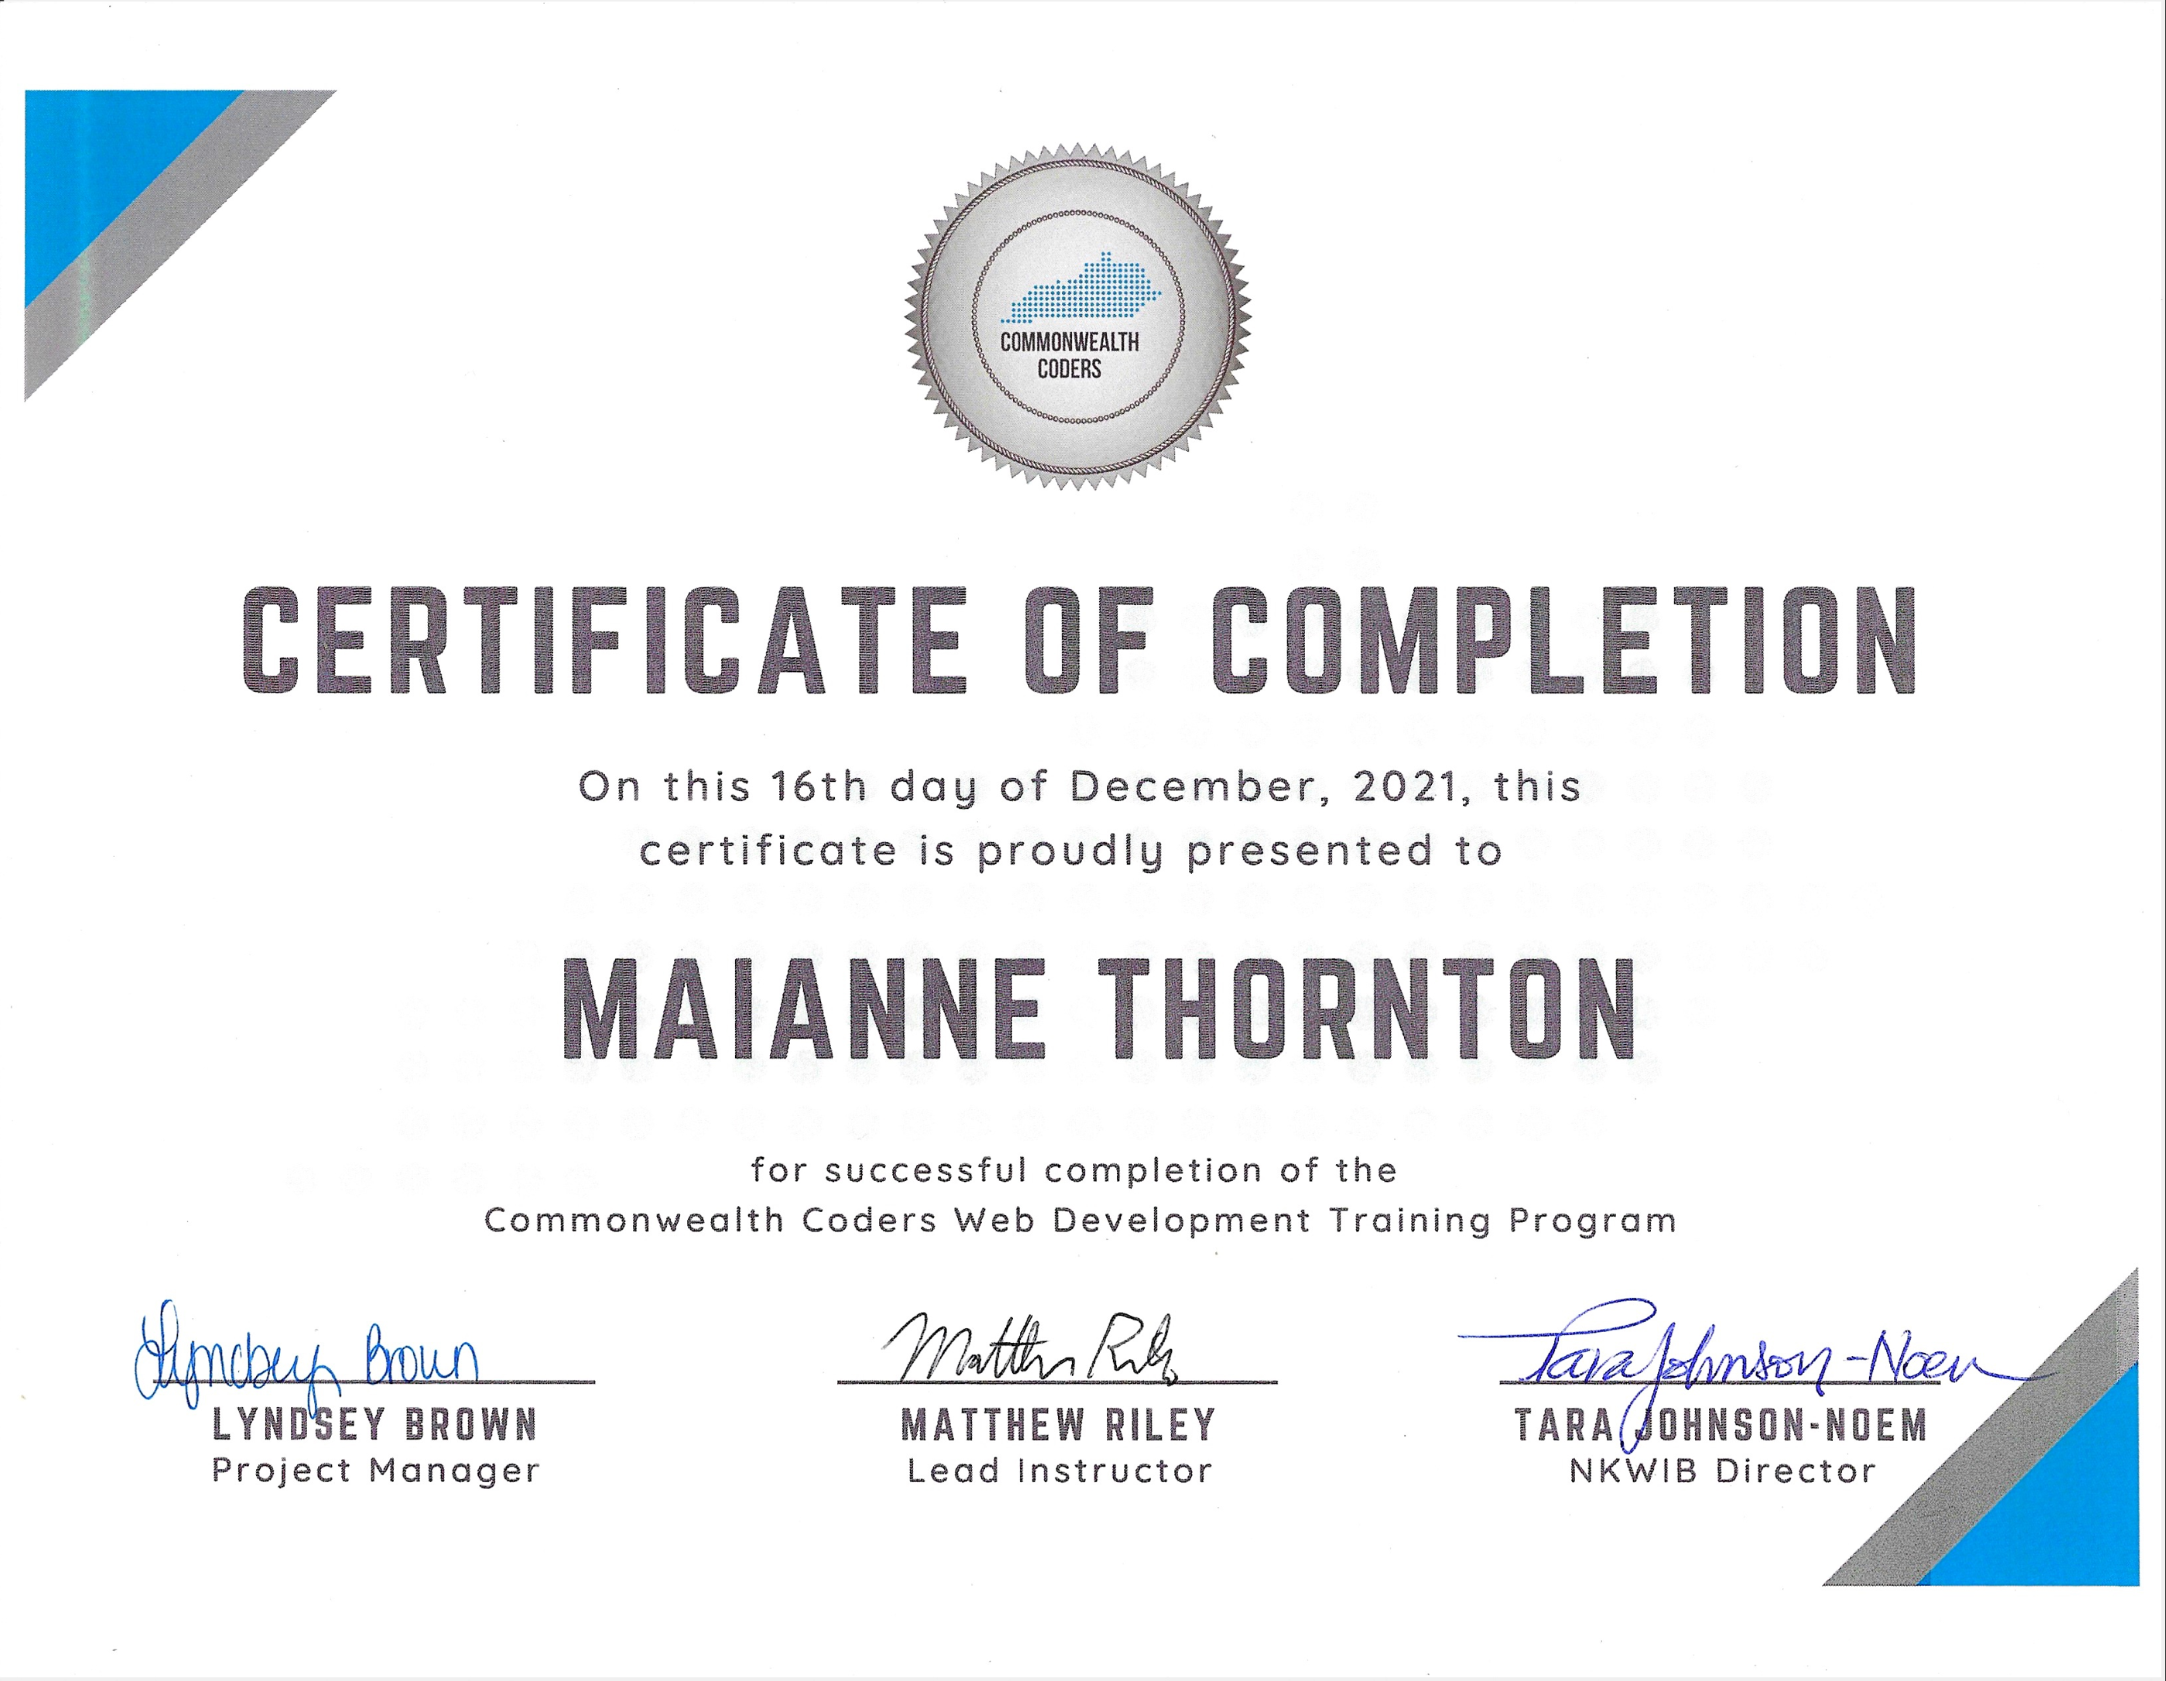 COMMONWEALTH
CODERS
CERTIFICATE OF COMPLETION
On this 16th day of December, 2021, this
certificate is proudly presented to
MAIANNE THORNTON
for successful completion of the
Commonwealth Coders Web Development Training Program
Lyndsey Brown
Matthew Riley
Tara Johnson-Noem
LYNDSEY BROWN
MATTHEW RILEY
TARA JOHNSON-NOEM
Project Manager
Lead Instructor
NKWIB Director